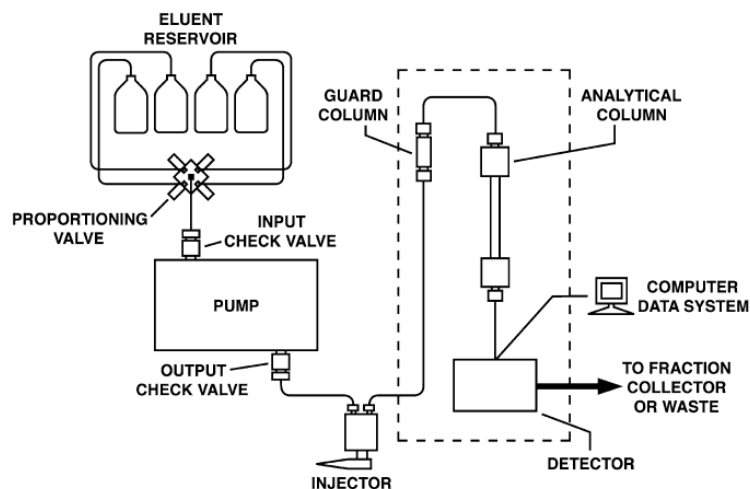 ELUENT
RESERVOIR
PROPORTIONING
VALVE
INPUT
CHECK VALVE
PUMP
OUTPUT
CHECK VALVE
INJECTOR
GUARD
COLUMN
ANALYTICAL
COLUMN
COMPUTER
DATA SYSTEM
TO FRACTION
COLLECTOR
OR WASTE
DETECTOR